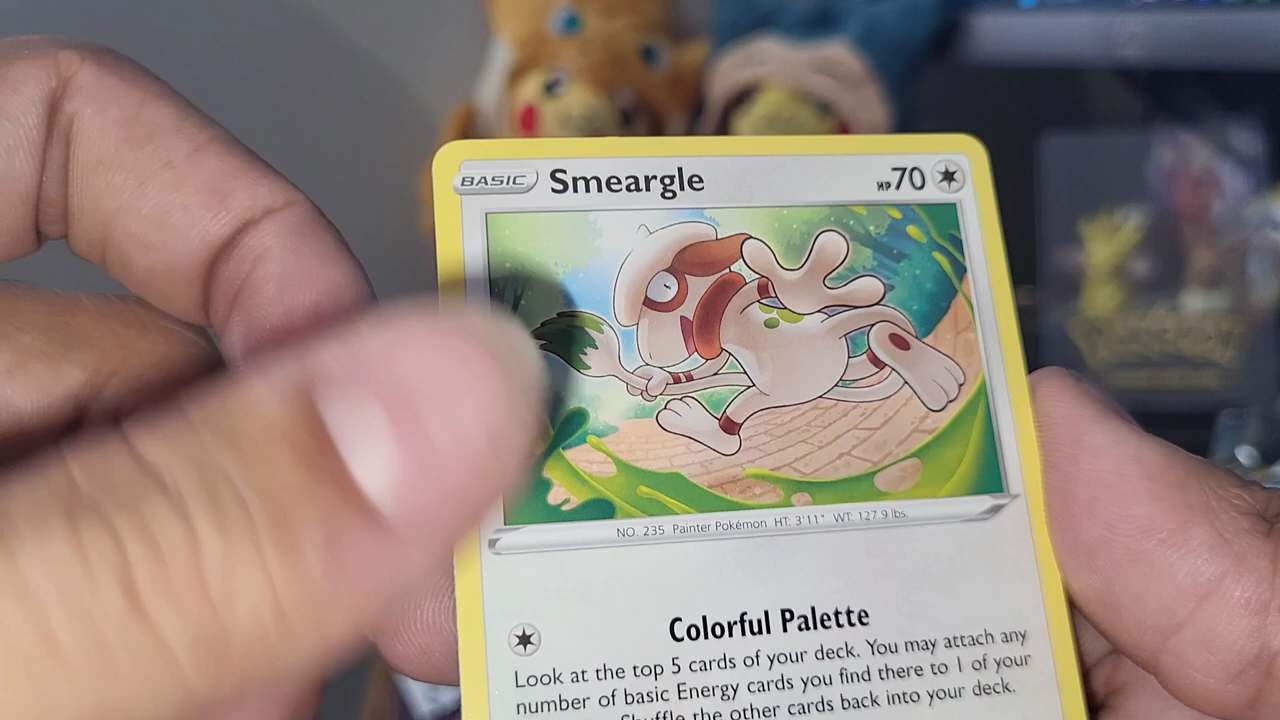 BASIC Smeargle HP70
NO. 235 Painter Pokémon HT: 3'11" WT: 127.9 lbs.
Colorful Palette
Look at the top 5 cards of your deck. You may attach any
number of basic Energy cards you find there to 1 of your
Shuffle the other cards back into your deck.